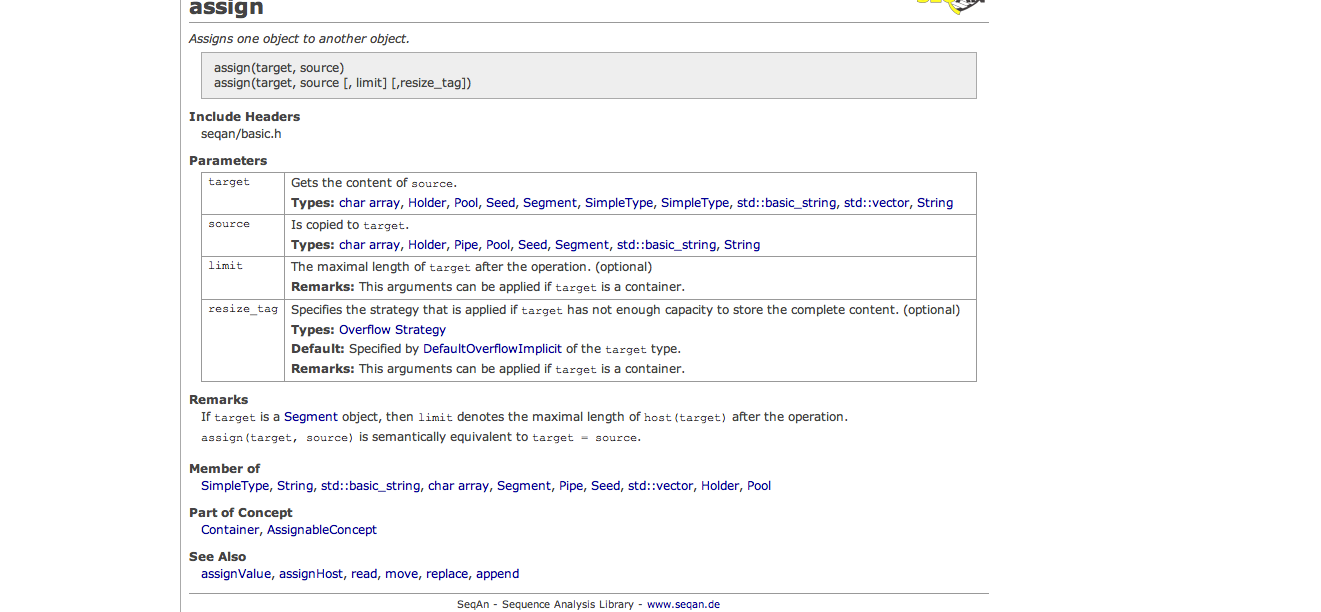 assign
Assigns one object to another object.
assign(target, source)
assign(target, source [, limit] [,resize_tag])
Include Headers
seqan/basic.h
Parameters
target
Gets the content of source.
Types: char array, Holder, Pool, Seed, Segment, SimpleType, SimpleType, std::basic_string, std::vector, String
source
Is copied to target.
Types: char array, Holder, Pipe, Pool, Seed, Segment, std::basic_string, String
limit
The maximal length of target after the operation. (optional)
Remarks: This arguments can be applied if target is a container.
resize_tag
Specifies the strategy that is applied if target has not enough capacity to store the complete content. (optional)
Types: Overflow Strategy
Default: Specified by DefaultOverflowImplicit of the target type.
Remarks: This arguments can be applied if target is a container.
Remarks
If target is a Segment object, then limit denotes the maximal length of host(target) after the operation.
assign(target, source) is semantically equivalent to target = source.
Member of
SimpleType, String, std::basic_string, char array, Segment, Pipe, Seed, std::vector, Holder, Pool
Part of Concept
Container, AssignableConcept
See Also
assignValue, assignHost, read, move, replace, append
SeqAn - Sequence Analysis Library - www.seqan.de